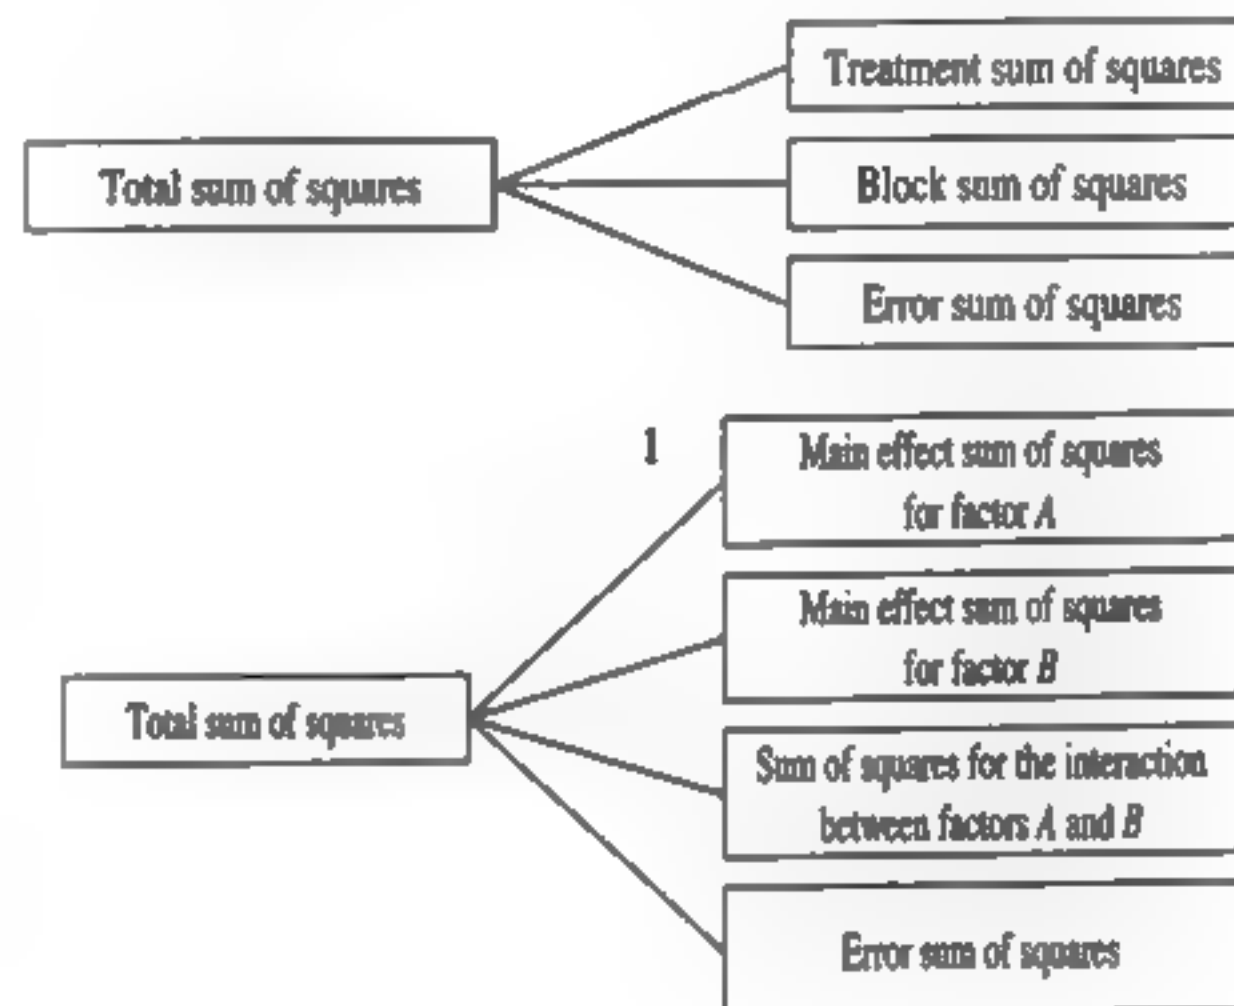 Treatment sum of squares
Total sum of squares
Block sum of squares
Error sum of squares
1
Main effect sum of squares
for factor A
Main effect sum of squares
for factor B
Total sum of squares
Sum of squares for the interaction
between factors A and B
Error sum of squares